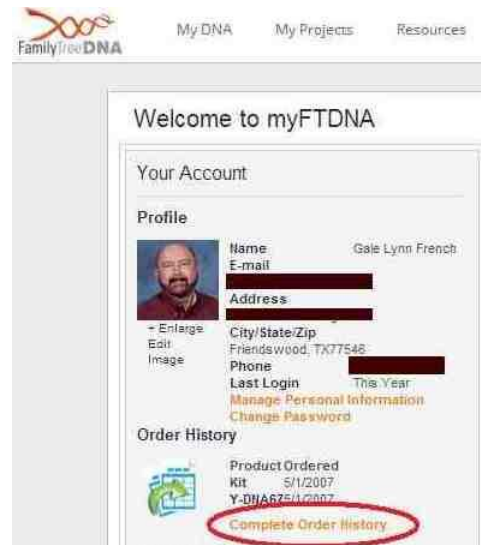 FamilyTreeDNA
My DNA My Projects Resources
Welcome to myFTDNA
Your Account
Profile
Name Gale Lynn French
E-mail
Address
+ Enlarge
Edit
Image
City/State/Zip
Friendswood, TX77546
Phone
Last Login This Year
Manage Personal Information
Change Password
Order History
Product Ordered
Kit 5/1/2007
Y-DNA67 5/1/2007
Complete Order History